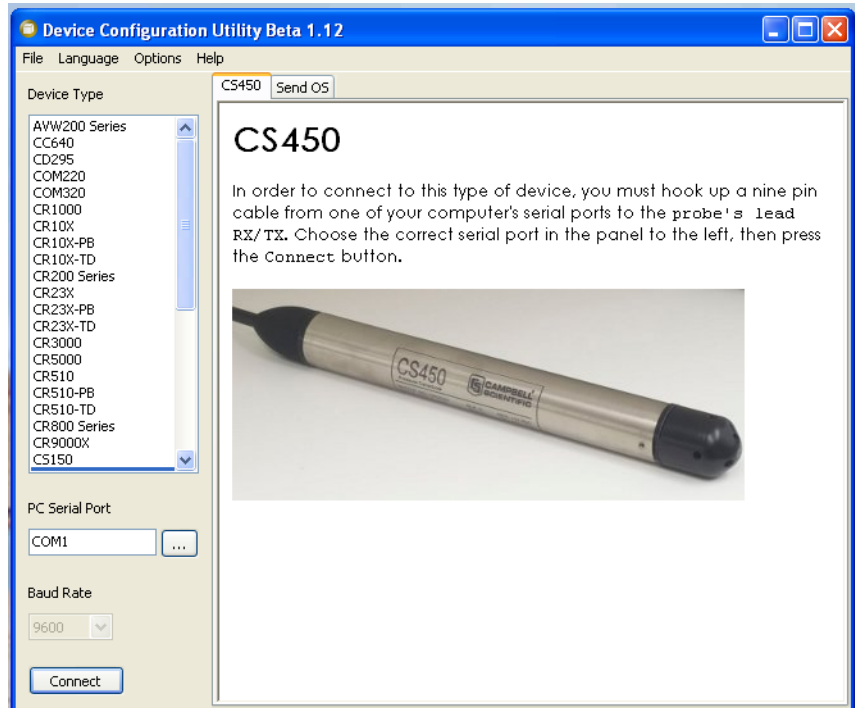 Device Configuration Utility Beta 1.12
File Language Options Help
Device Type
AVW200 Series
CC640
CD295
COM220
COM320
CR1000
CR10X
CR10X-PB
CR10X-TD
CR200 Series
CR23X
CR23X-PB
CR23X-TD
CR3000
CR5000
CR510
CR510-PB
CR510-TD
CR800 Series
CR9000X
CS150
PC Serial Port
COM1
...
Baud Rate
9600
Connect
CS450 Send OS
CS450
In order to connect to this type of device, you must hook up a nine pin
cable from one of your computer's serial ports to the probe's lead
RX/TX. Choose the correct serial port in the panel to the left, then press
the Connect button.
CS450
CAMPBELL
SCIENTIFIC